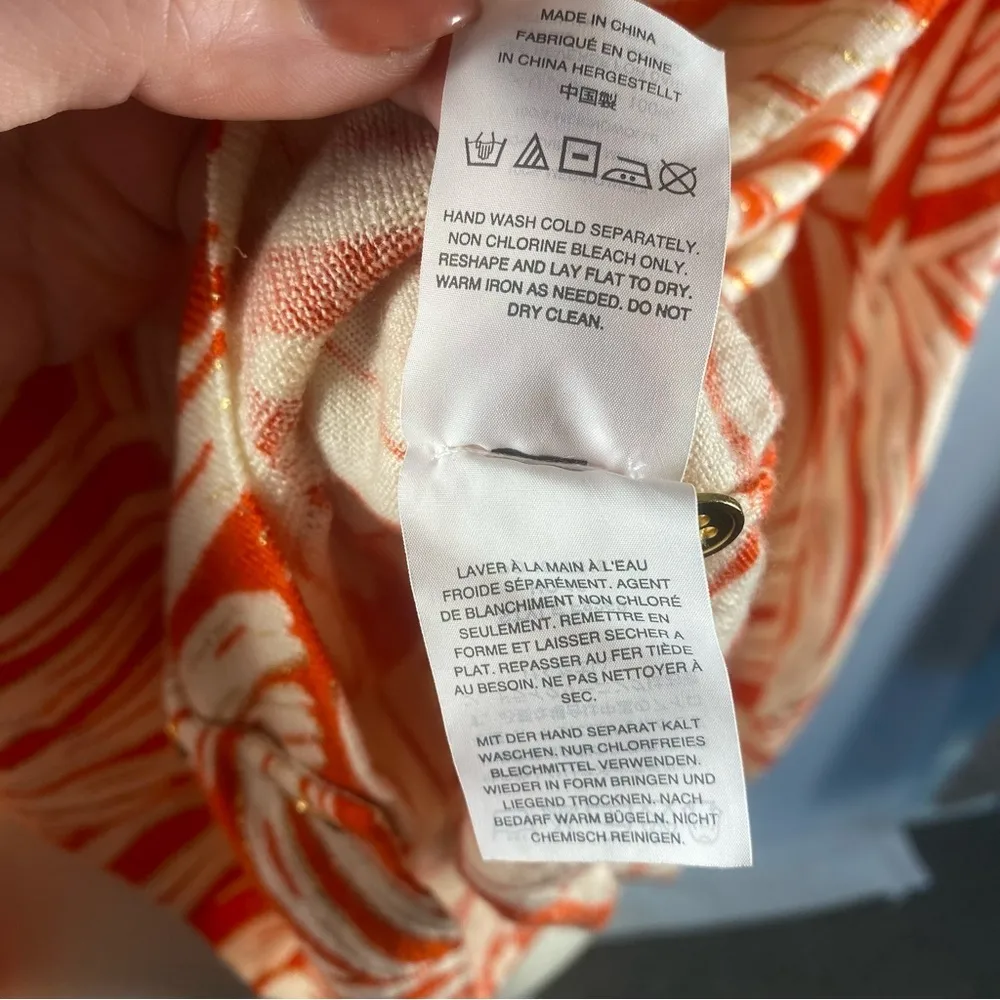 MADE IN CHINA
FABRIQUÉ EN CHINE
IN CHINA HERGESTELLT
中国製
HAND WASH COLD SEPARATELY.
NON CHLORINE BLEACH ONLY.
RESHAPE AND LAY FLAT TO DRY.
WARM IRON AS NEEDED. DO NOT
DRY CLEAN.
LAVER À LA MAIN À L'EAU
FROIDE SÉPARÉMENT. AGENT
DE BLANCHIMENT NON CHLORÉ
SEULEMENT. REMETTRE EN
FORME ET LAISSER SECHER A
PLAT. REPASSER AU FER TIÈDE
AU BESOIN. NE PAS NETTOYER À
SEC.
MIT DER HAND SEPARAT KALT
WASCHEN. NUR CHLORFREIES
BLEICHMITTEL VERWENDEN.
WIEDER IN FORM BRINGEN UND
LIEGEND TROCKNEN. NACH
BEDARF WARM BÜGELN. NICHT
CHEMISCH REINIGEN.